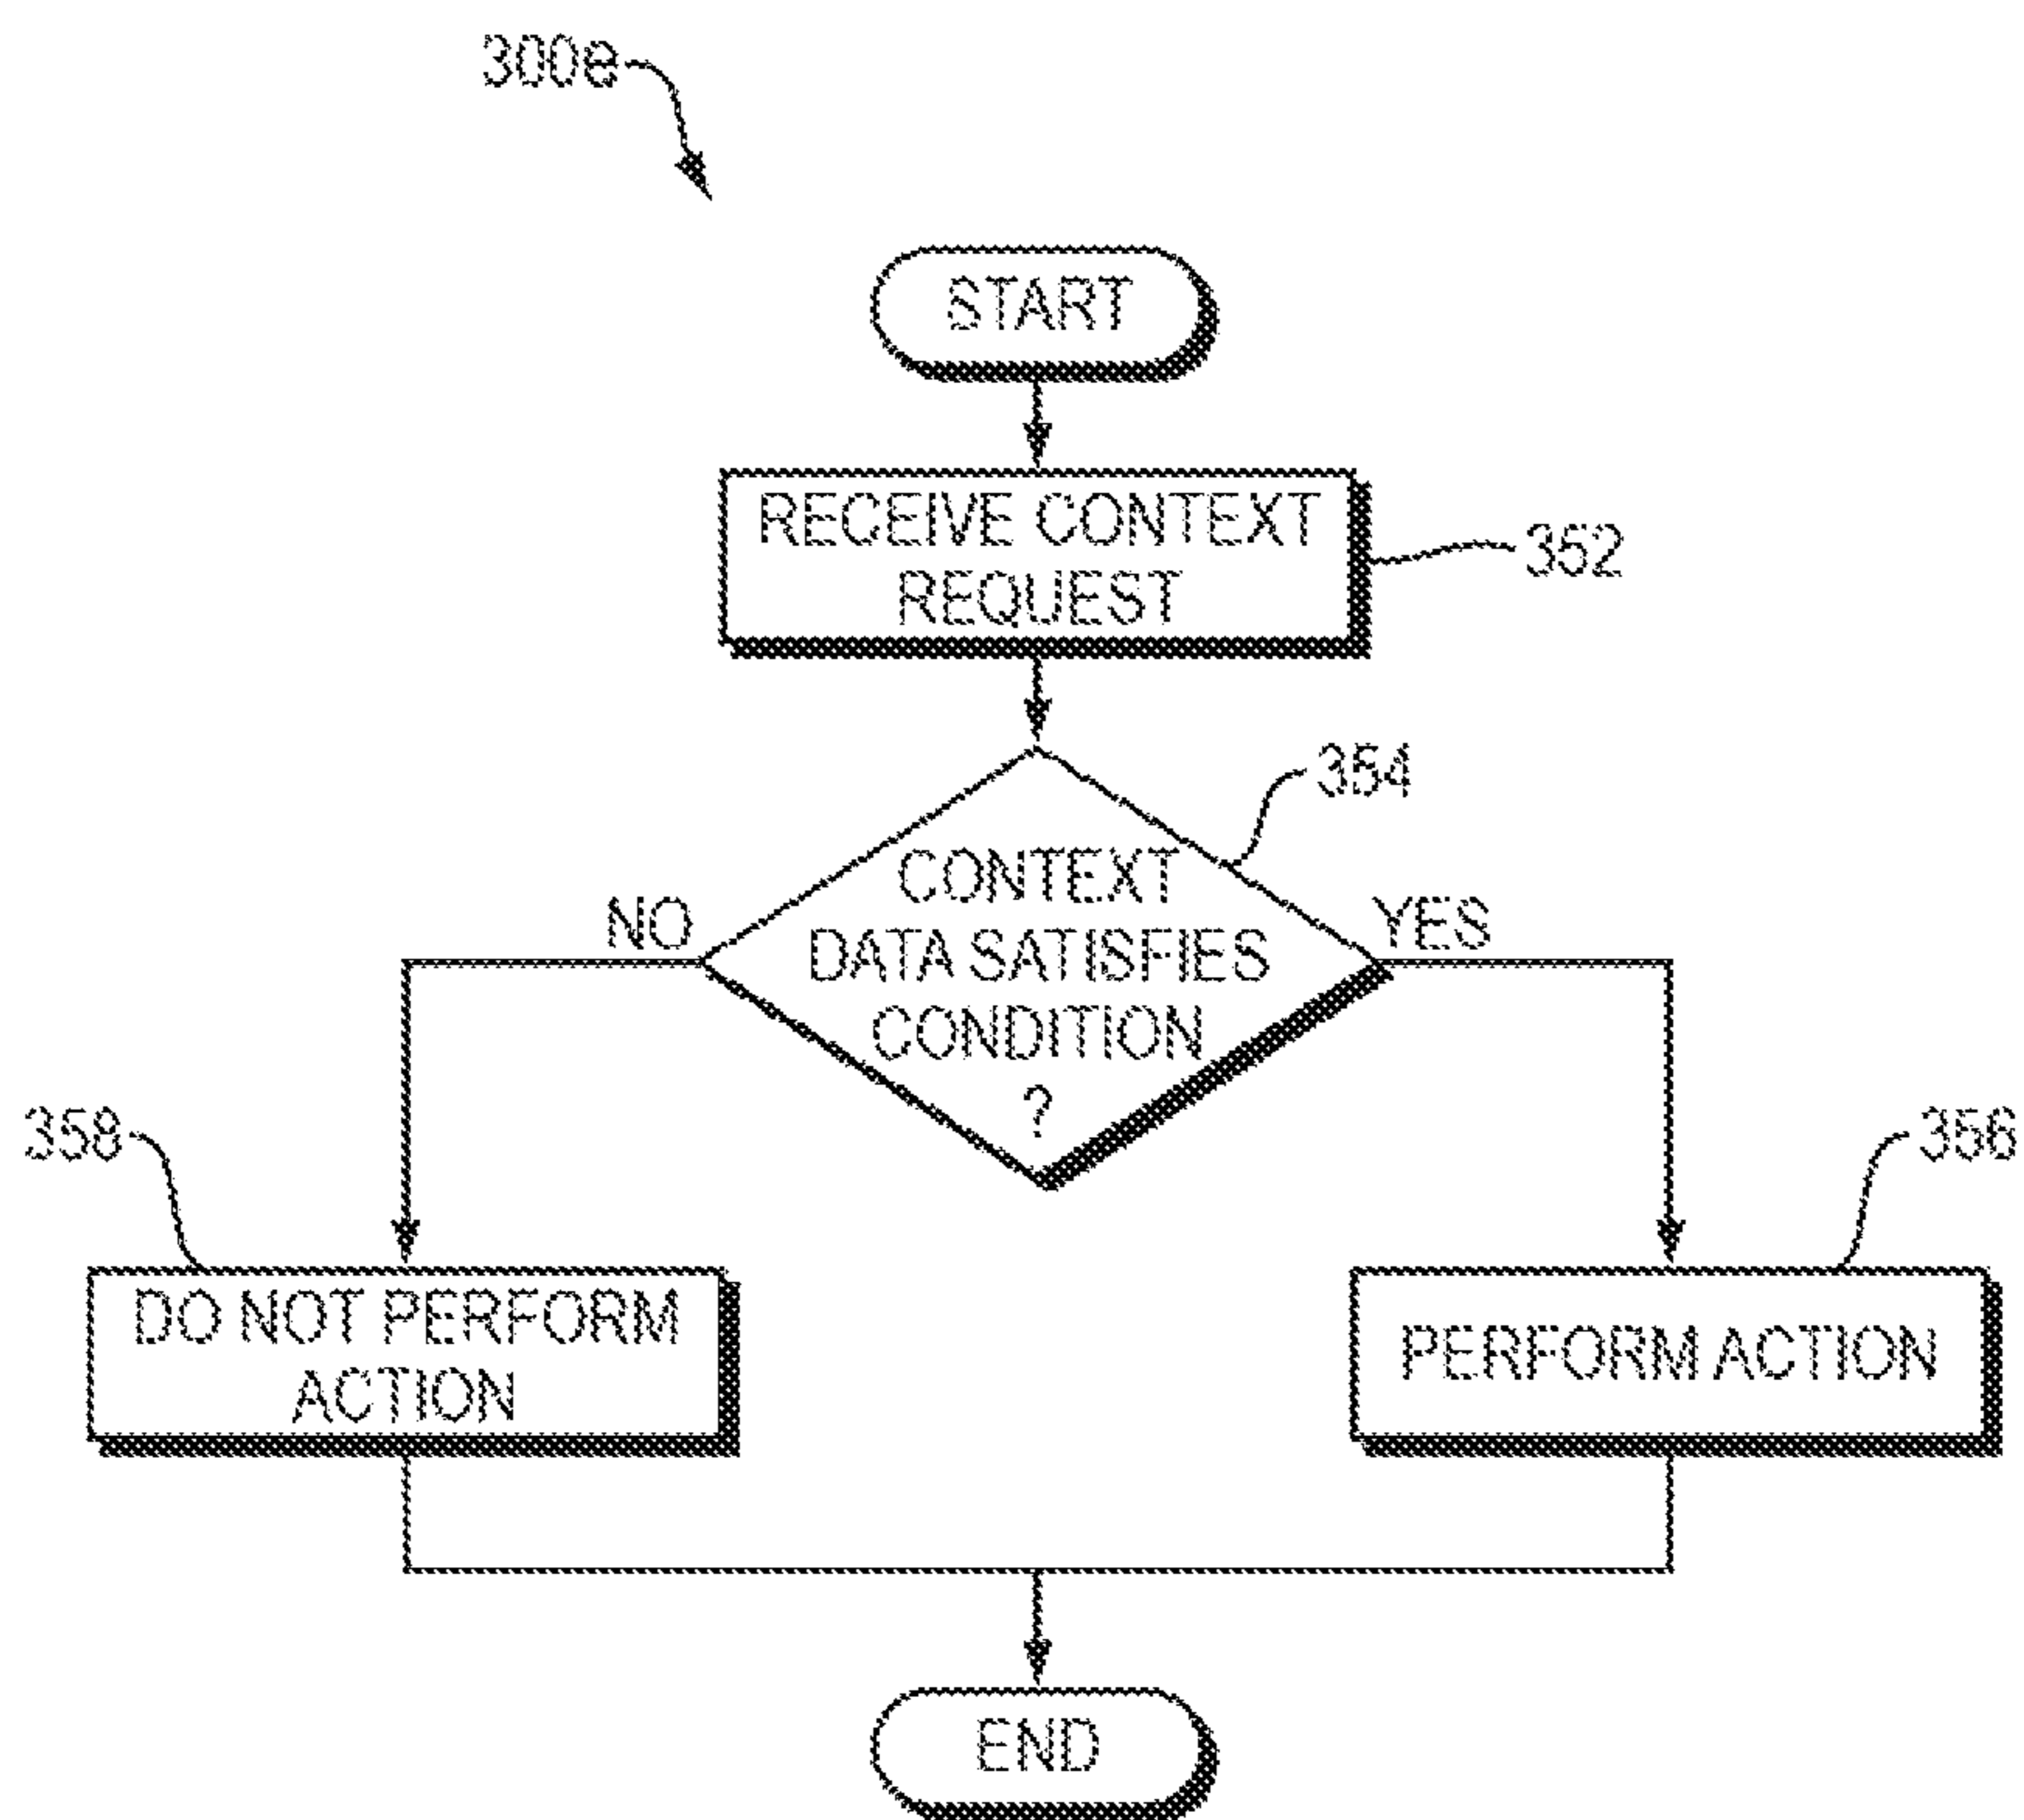 300e
START
RECEIVE CONTEXT
REQUEST
352
354
CONTEXT
DATA SATISFIES
CONDITION
?
NO
YES
358
356
DO NOT PERFORM
ACTION
PERFORM ACTION
END